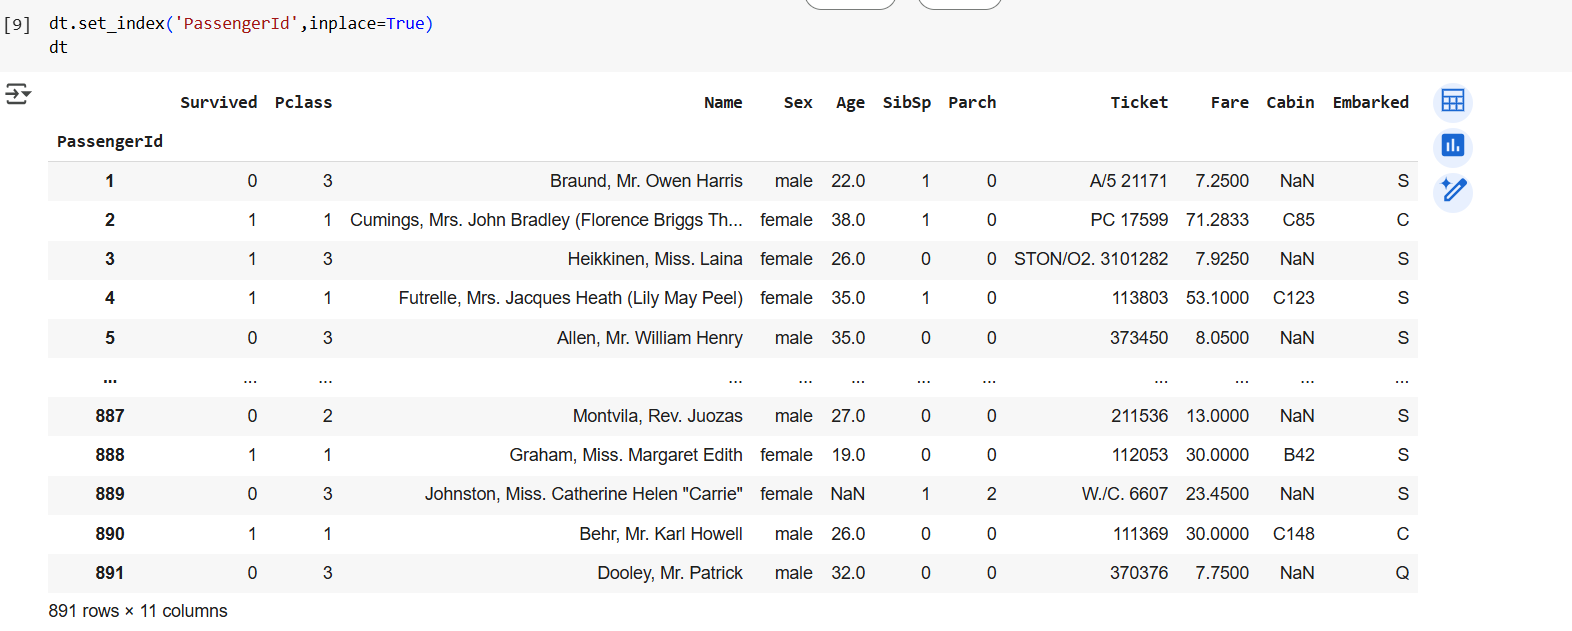 [9] dt.set_index('PassengerId',inplace=True)
dt
Survived Pclass Name Sex Age SibSp Parch Ticket Fare Cabin Embarked
PassengerId
1 0 3 Braund, Mr. Owen Harris male 22.0 1 0 A/5 21171 7.2500 NaN S
2 1 1 Cumings, Mrs. John Bradley (Florence Briggs Th... female 38.0 1 0 PC 17599 71.2833 C85 C
3 1 3 Heikkinen, Miss. Laina female 26.0 0 0 STON/O2. 3101282 7.9250 NaN S
4 1 1 Futrelle, Mrs. Jacques Heath (Lily May Peel) female 35.0 1 0 113803 53.1000 C123 S
5 0 3 Allen, Mr. William Henry male 35.0 0 0 373450 8.0500 NaN S
... ... ... ... ... ... ... ... ... ... ... ...
887 0 2 Montvila, Rev. Juozas male 27.0 0 0 211536 13.0000 NaN S
888 1 1 Graham, Miss. Margaret Edith female 19.0 0 0 112053 30.0000 B42 S
889 0 3 Johnston, Miss. Catherine Helen "Carrie" female NaN 1 2 W./C. 6607 23.4500 NaN S
890 1 1 Behr, Mr. Karl Howell male 26.0 0 0 111369 30.0000 C148 C
891 0 3 Dooley, Mr. Patrick male 32.0 0 0 370376 7.7500 NaN Q
891 rows × 11 columns